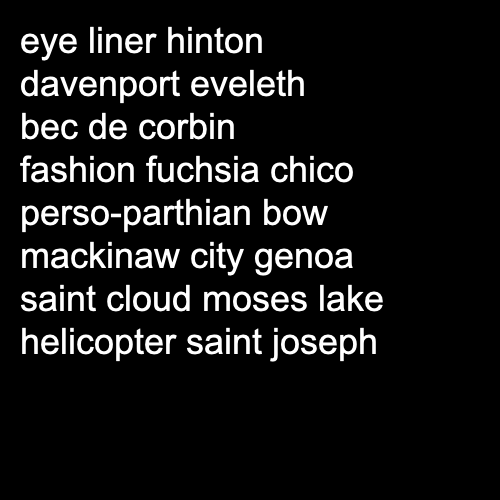 eye liner hinton
davenport eveleth
bec de corbin
fashion fuchsia chico
perso-parthian bow
mackinaw city genoa
saint cloud moses lake
helicopter saint joseph